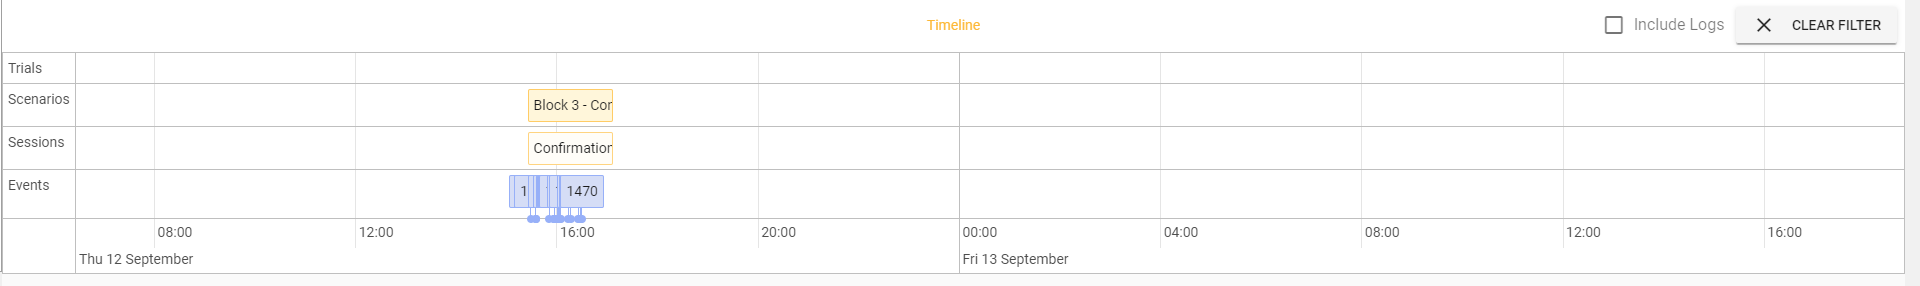 Timeline
Include Logs
CLEAR FILTER
Trials
Scenarios
Block 3 - Cor
Sessions
Confirmation
Events
1
1470
08:00 12:00 16:00 20:00 00:00 04:00 08:00 12:00 16:00
Thu 12 September Fri 13 September